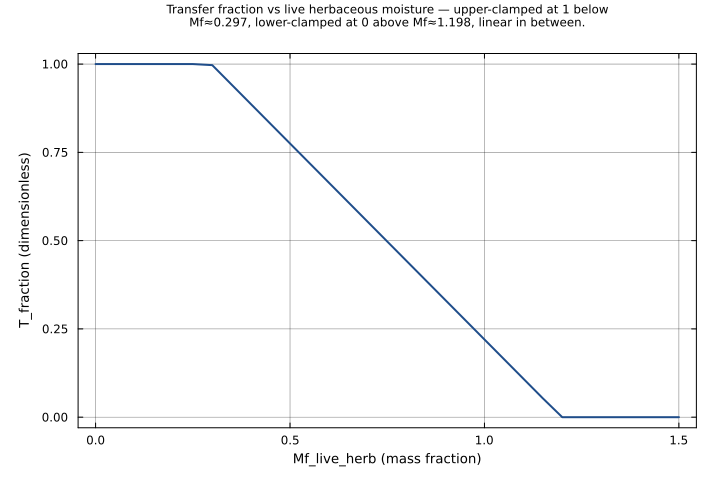 Transfer fraction vs live herbaceous moisture — upper-clamped at 1 below
Mf≈0.297, lower-clamped at 0 above Mf≈1.198, linear in between.
1.00
0.75
0.50
0.25
0.00
T_fraction (dimensionless)
0.0 0.5 1.0 1.5
Mf_live_herb (mass fraction)